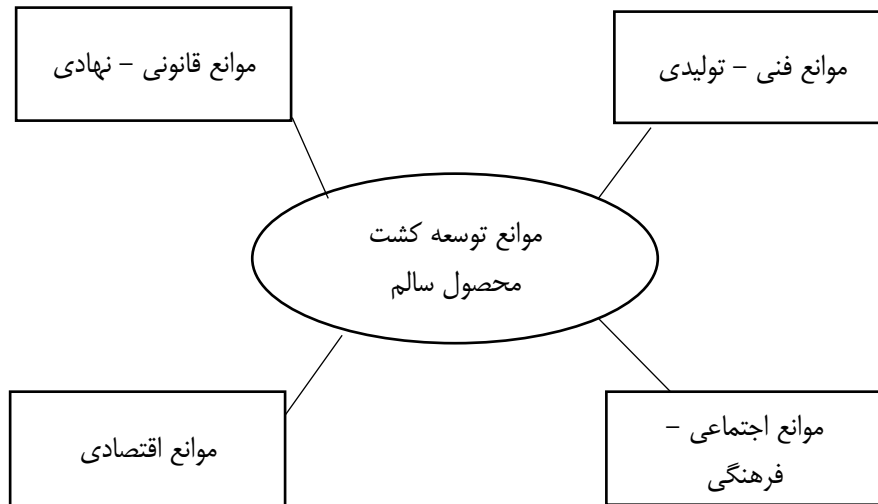 موانع فنی – تولیدی
موانع قانونی – نهادی
موانع توسعه کشت
محصول سالم
موانع اجتماعی –
فرهنگی
موانع اقتصادی